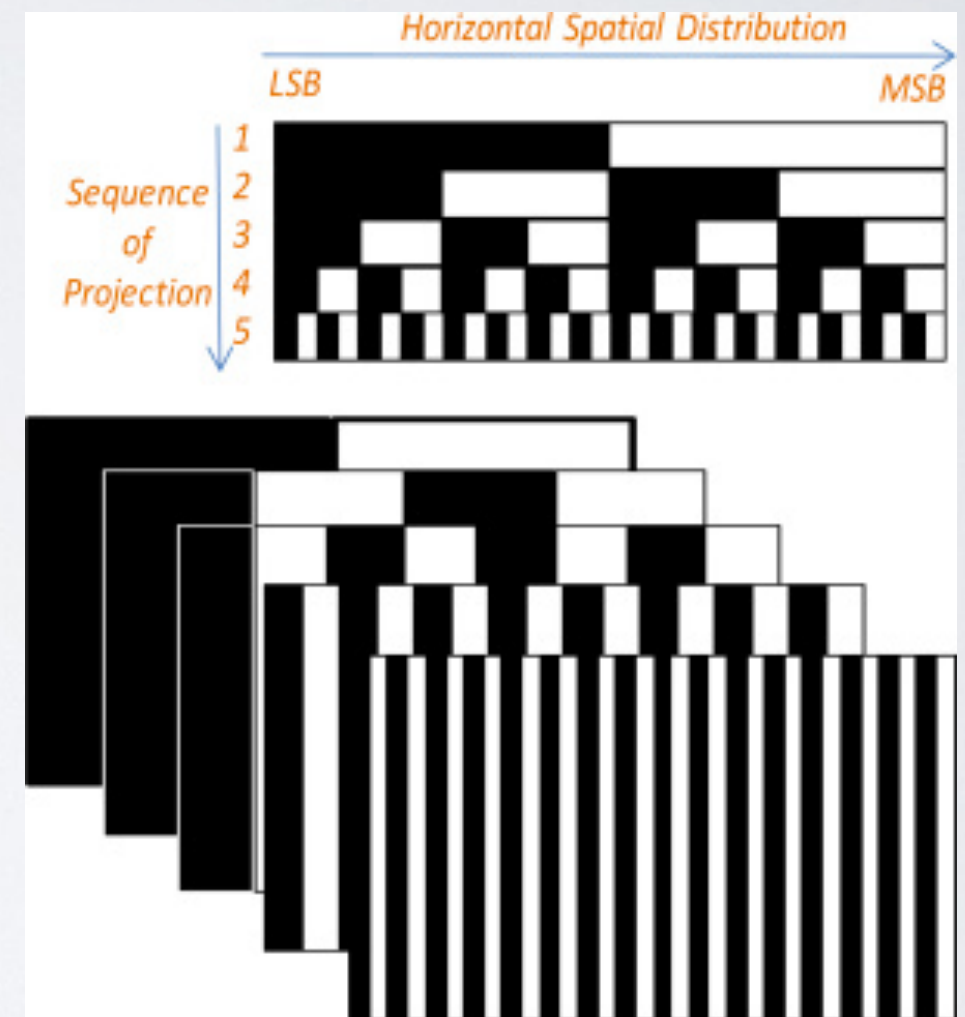 Horizontal Spatial Distribution
LSB
MSB
1
2
3
4
5
Sequence
of
Projection